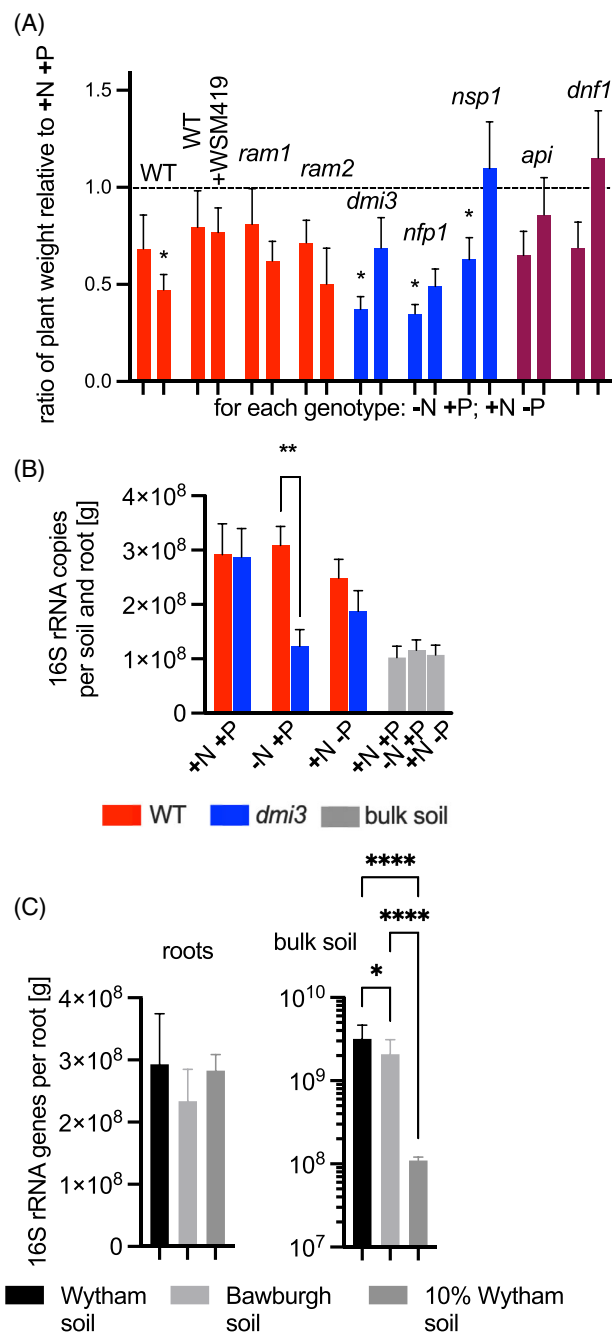 (A)
ratio of plant weight relative to +N +P
1.5
1.0
0.5
0.0
WT
*
WT
+WSM419
ram1
ram2
dmi3
*
nfp1
*
nsp1
*
api
dnf1
for each genotype: -N +P; +N -P
(B)
16S rRNA copies
per soil and root [g]
4×10⁸
3×10⁸
2×10⁸
1×10⁸
0
**
+N +P
-N +P
+N -P
+N +P
-N +P
+N -P
WT
dmi3
bulk soil
(C)
16S rRNA genes per root [g]
roots
4×10⁸
3×10⁸
2×10⁸
2×10⁸
0
bulk soil
****
****
*
10¹⁰
10⁹
10⁸
10⁷
Wytham
soil
Bawburgh
soil
10% Wytham
soil